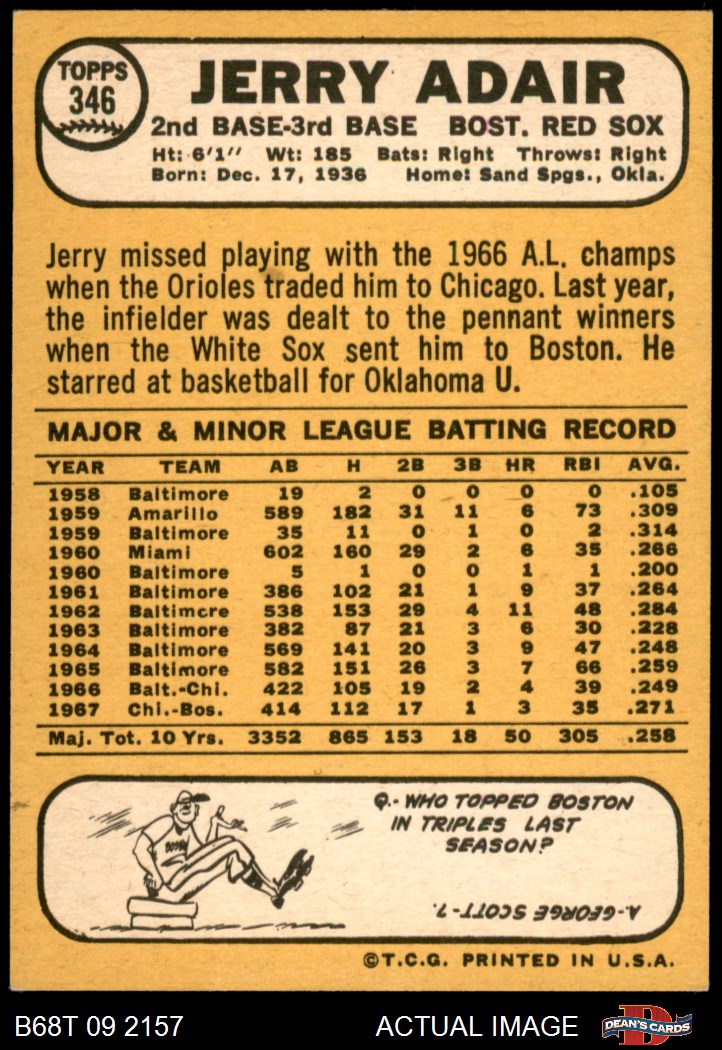 TOPPS
346
JERRY ADAIR
2nd BASE-3rd BASE BOST. RED SOX
Ht: 6'1" Wt: 185 Bats: Right Throws: Right
Born: Dec. 17, 1936 Home: Sand Spgs., Okla.
Jerry missed playing with the 1966 A.L. champs
when the Orioles traded him to Chicago. Last year,
the infielder was dealt to the pennant winners
when the White Sox sent him to Boston. He
starred at basketball for Oklahoma U.
MAJOR & MINOR LEAGUE BATTING RECORD
YEAR TEAM AB H 2B 3B HR RBI AVG.
1958 Baltimore 19 2 0 0 0 0 .105
1959 Amarillo 589 182 31 11 6 73 .309
1959 Baltimore 35 11 0 1 0 2 .314
1960 Miami 602 160 29 2 6 35 .266
1960 Baltimore 5 1 0 0 1 1 .200
1961 Baltimore 386 102 21 1 9 37 .264
1962 Baltimore 538 153 29 4 11 48 .284
1963 Baltimore 382 87 21 3 6 30 .228
1964 Baltimore 569 141 20 3 9 47 .248
1965 Baltimore 582 151 26 3 7 66 .259
1966 Balt.-Chi. 422 105 19 2 4 39 .249
1967 Chi.-Bos. 414 112 17 1 3 35 .271
Maj. Tot. 10 Yrs. 3352 865 153 18 50 305 .258
Q.- WHO TOPPED BOSTON
IN TRIPLES LAST
SEASON?
A-GEORGE SCOTT-7.
©T.C.G. PRINTED IN U.S.A.
B68T 09 2157 ACTUAL IMAGE
D
DEAN'S CARDS